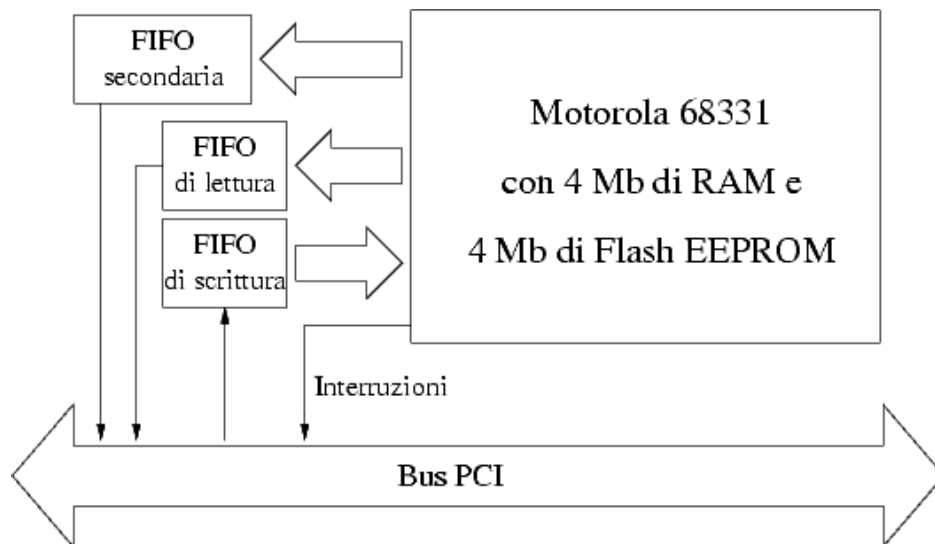 FIFO
secondaria
FIFO
di lettura
FIFO
di scrittura
Motorola 68331
con 4 Mb di RAM e
4 Mb di Flash EEPROM
Interruzioni
Bus PCI